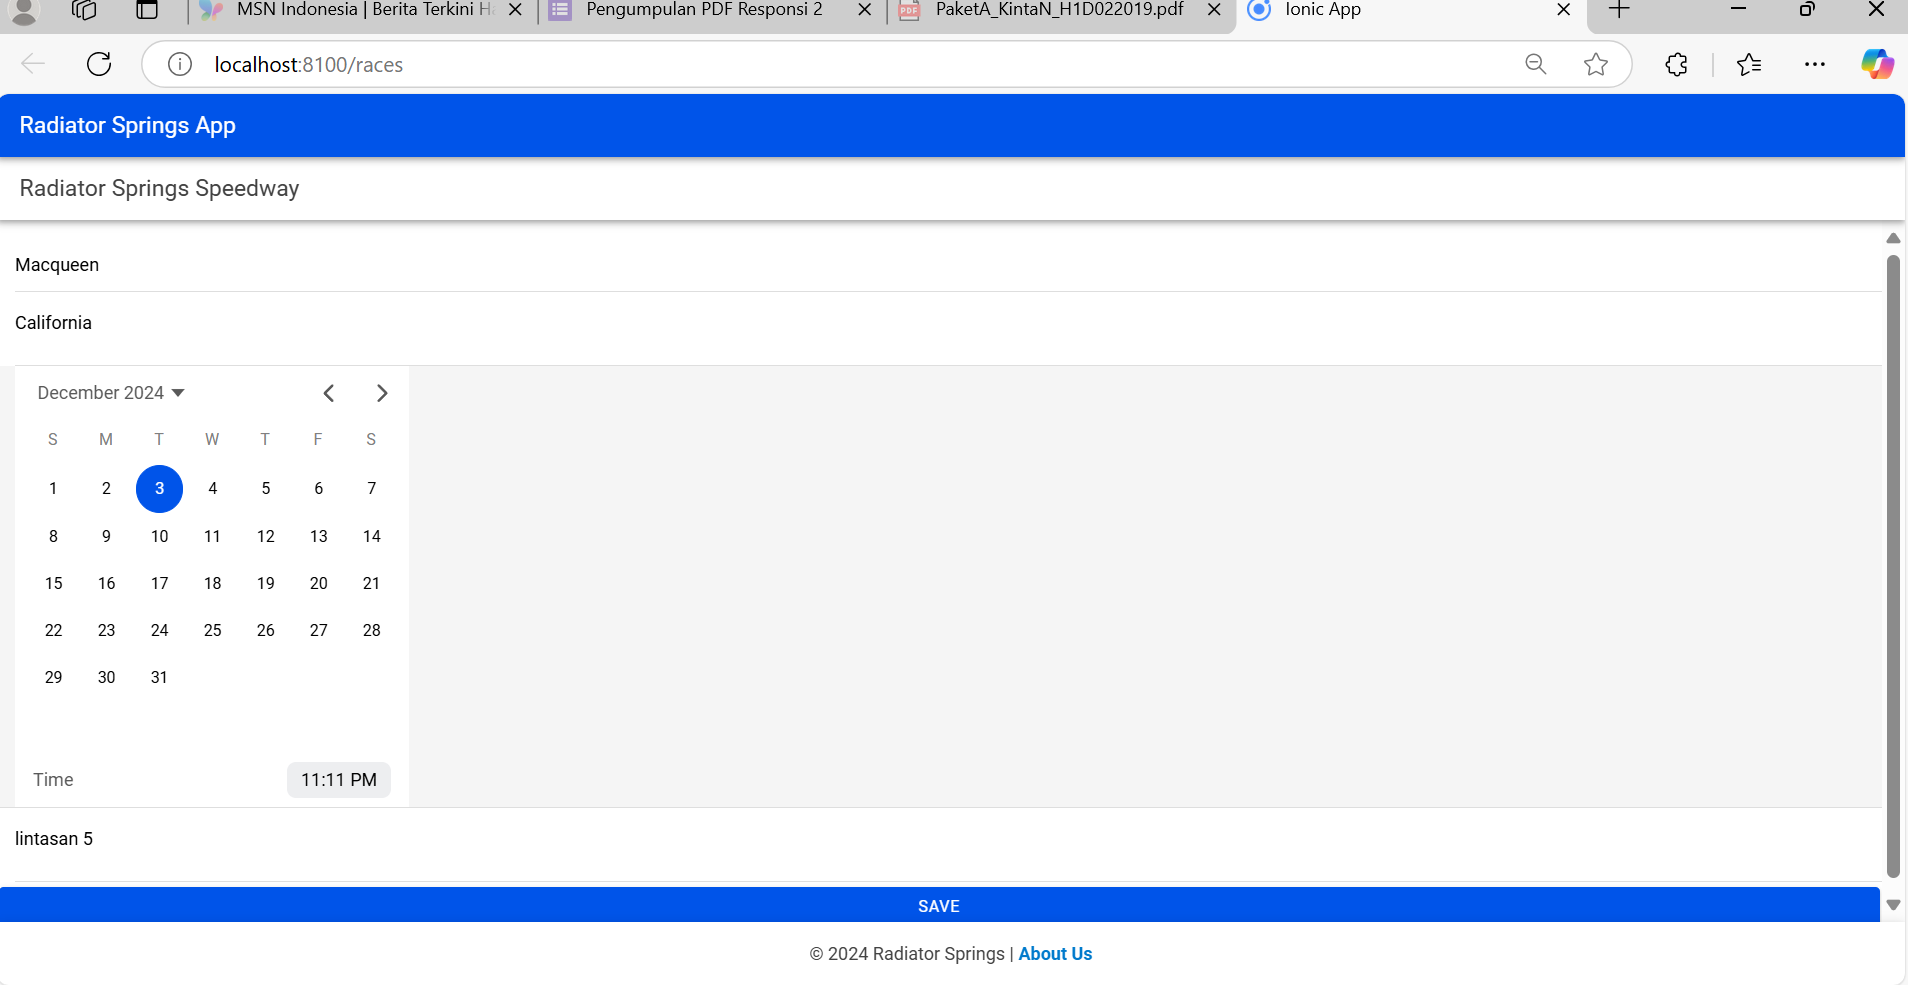 MSN Indonesia | Berita Terkini Ha
Pengumpulan PDF Responsi 2
PaketA_KintaN_H1D022019.pdf
Ionic App
localhost:8100/races
Radiator Springs App
Radiator Springs Speedway
Macqueen
California
December 2024
S M T W T F S
1 2 3 4 5 6 7
8 9 10 11 12 13 14
15 16 17 18 19 20 21
22 23 24 25 26 27 28
29 30 31
Time 11:11 PM
lintasan 5
SAVE
© 2024 Radiator Springs | About Us